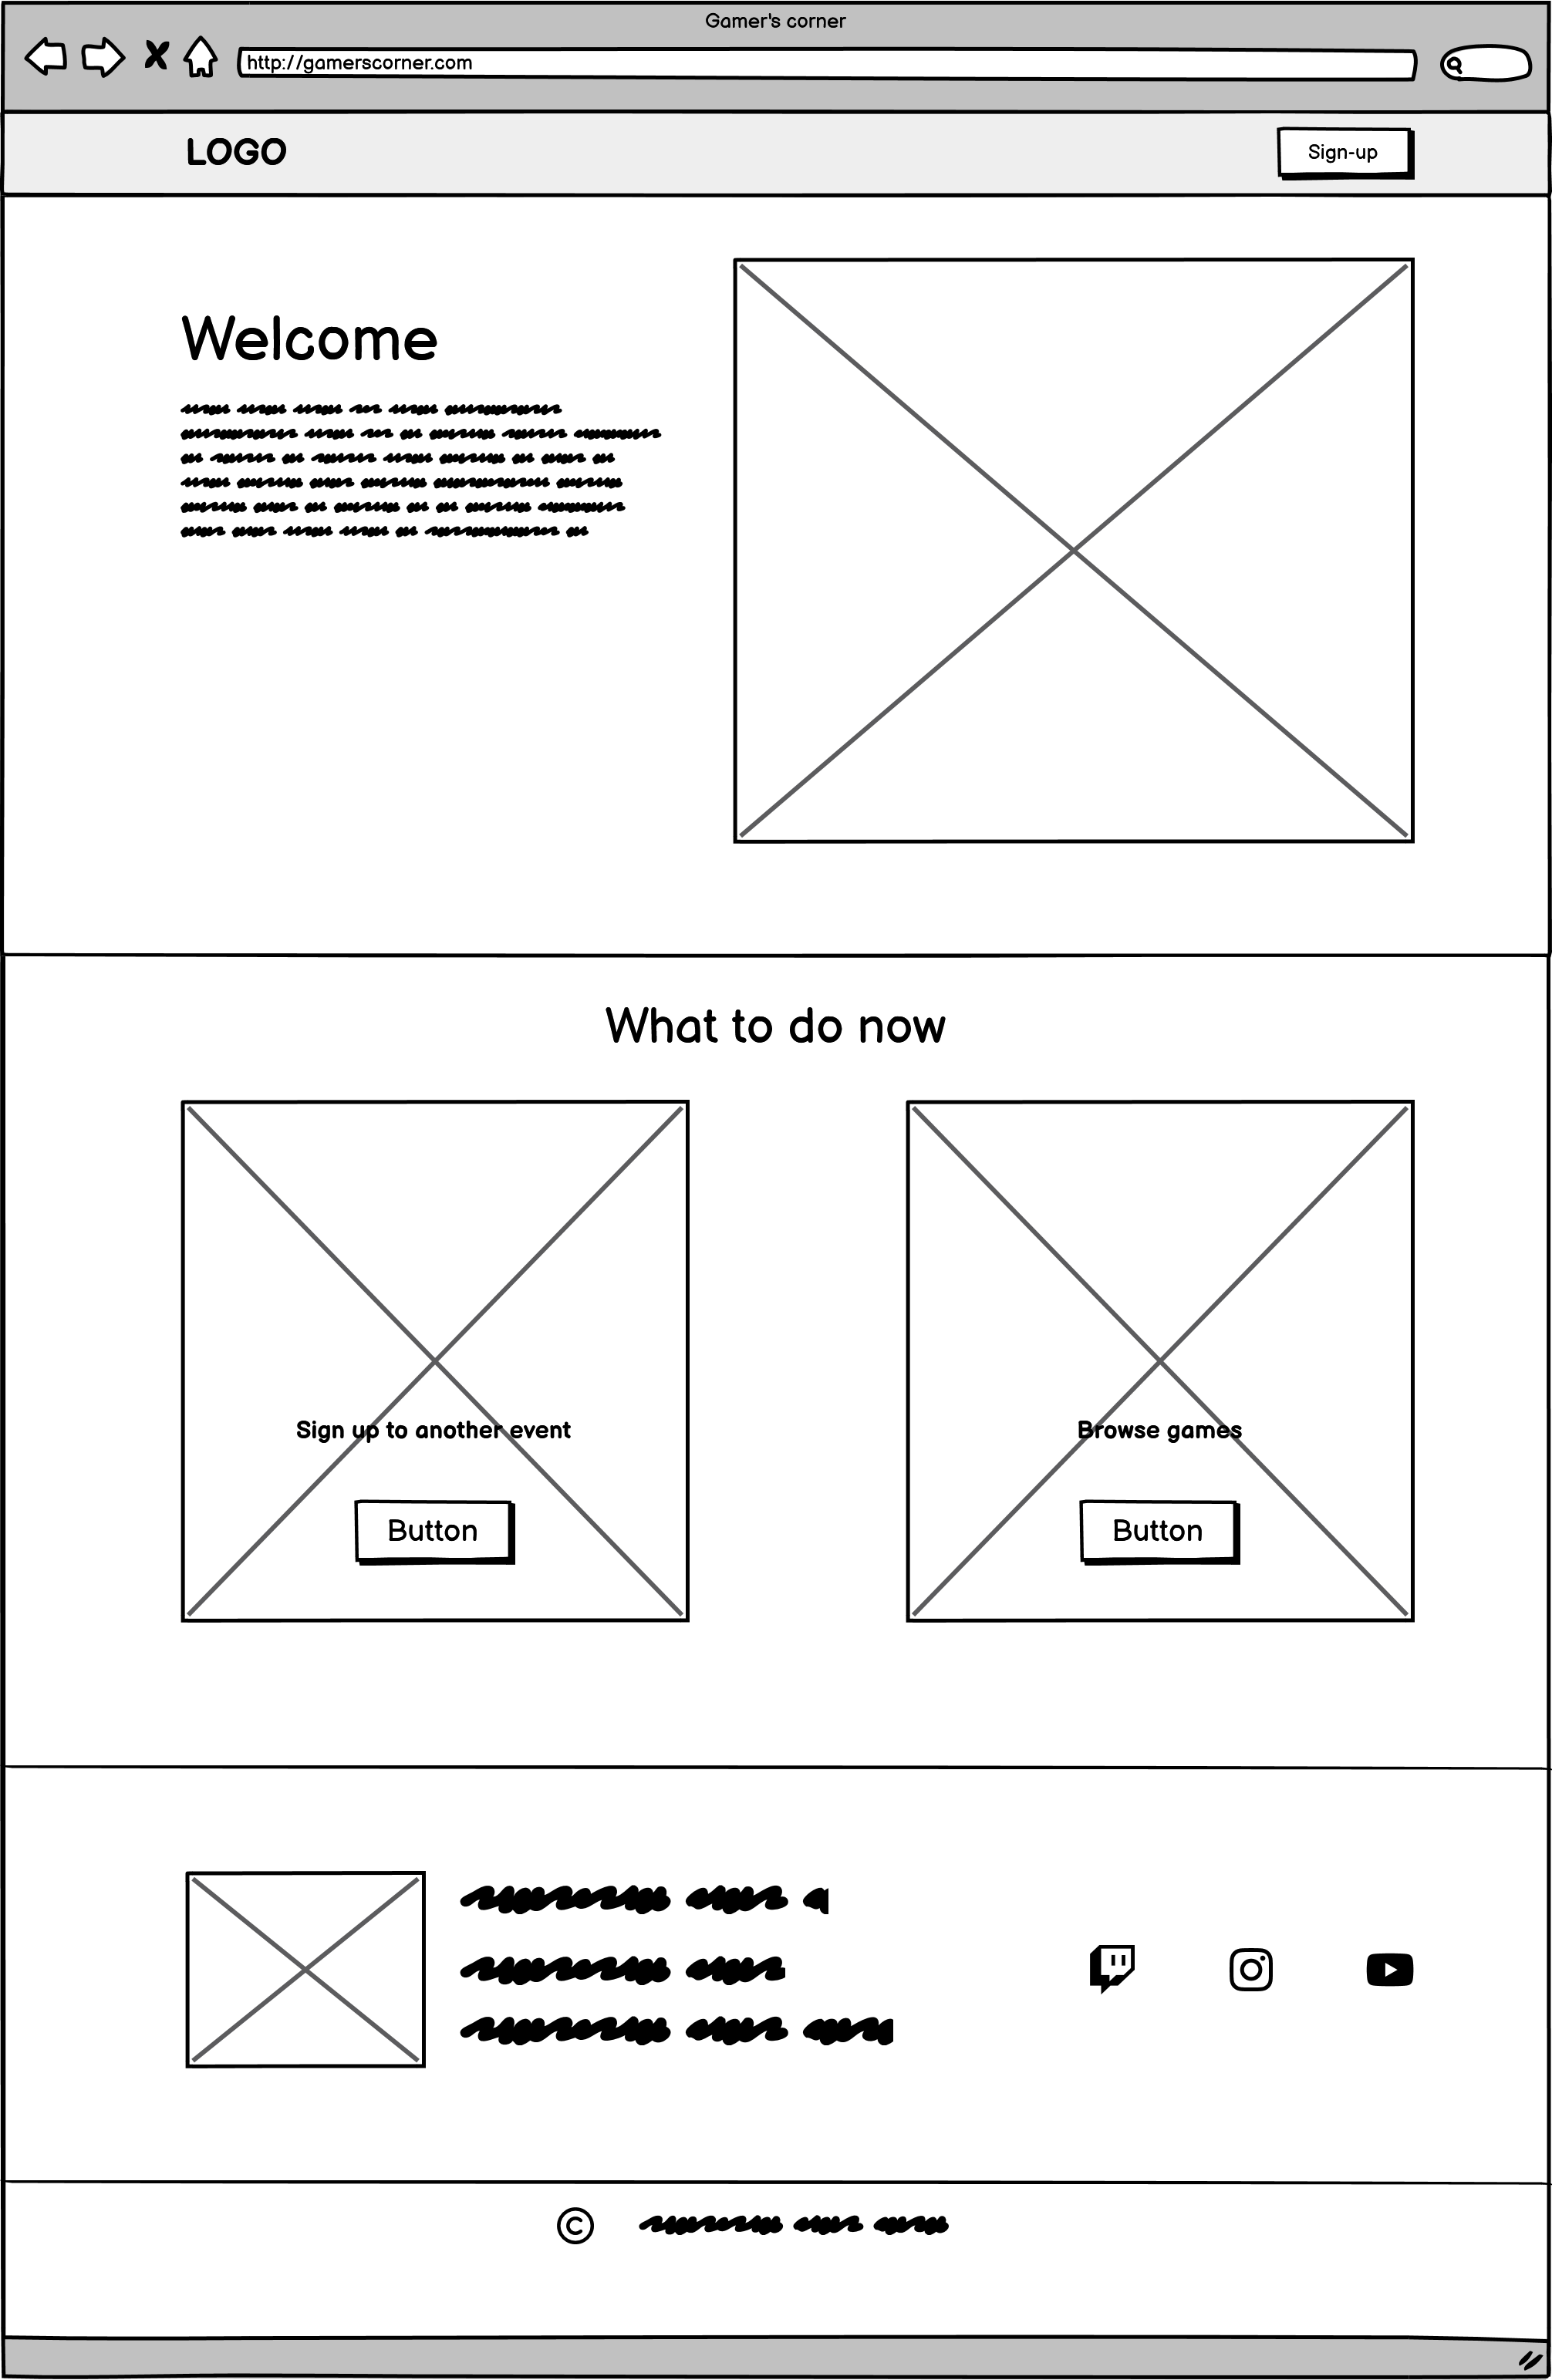 Gamer's corner
http://gamerscorner.com
LOGO
Sign-up
Welcome
What to do now
Sign up to another event
Browse games
Button
Button
©